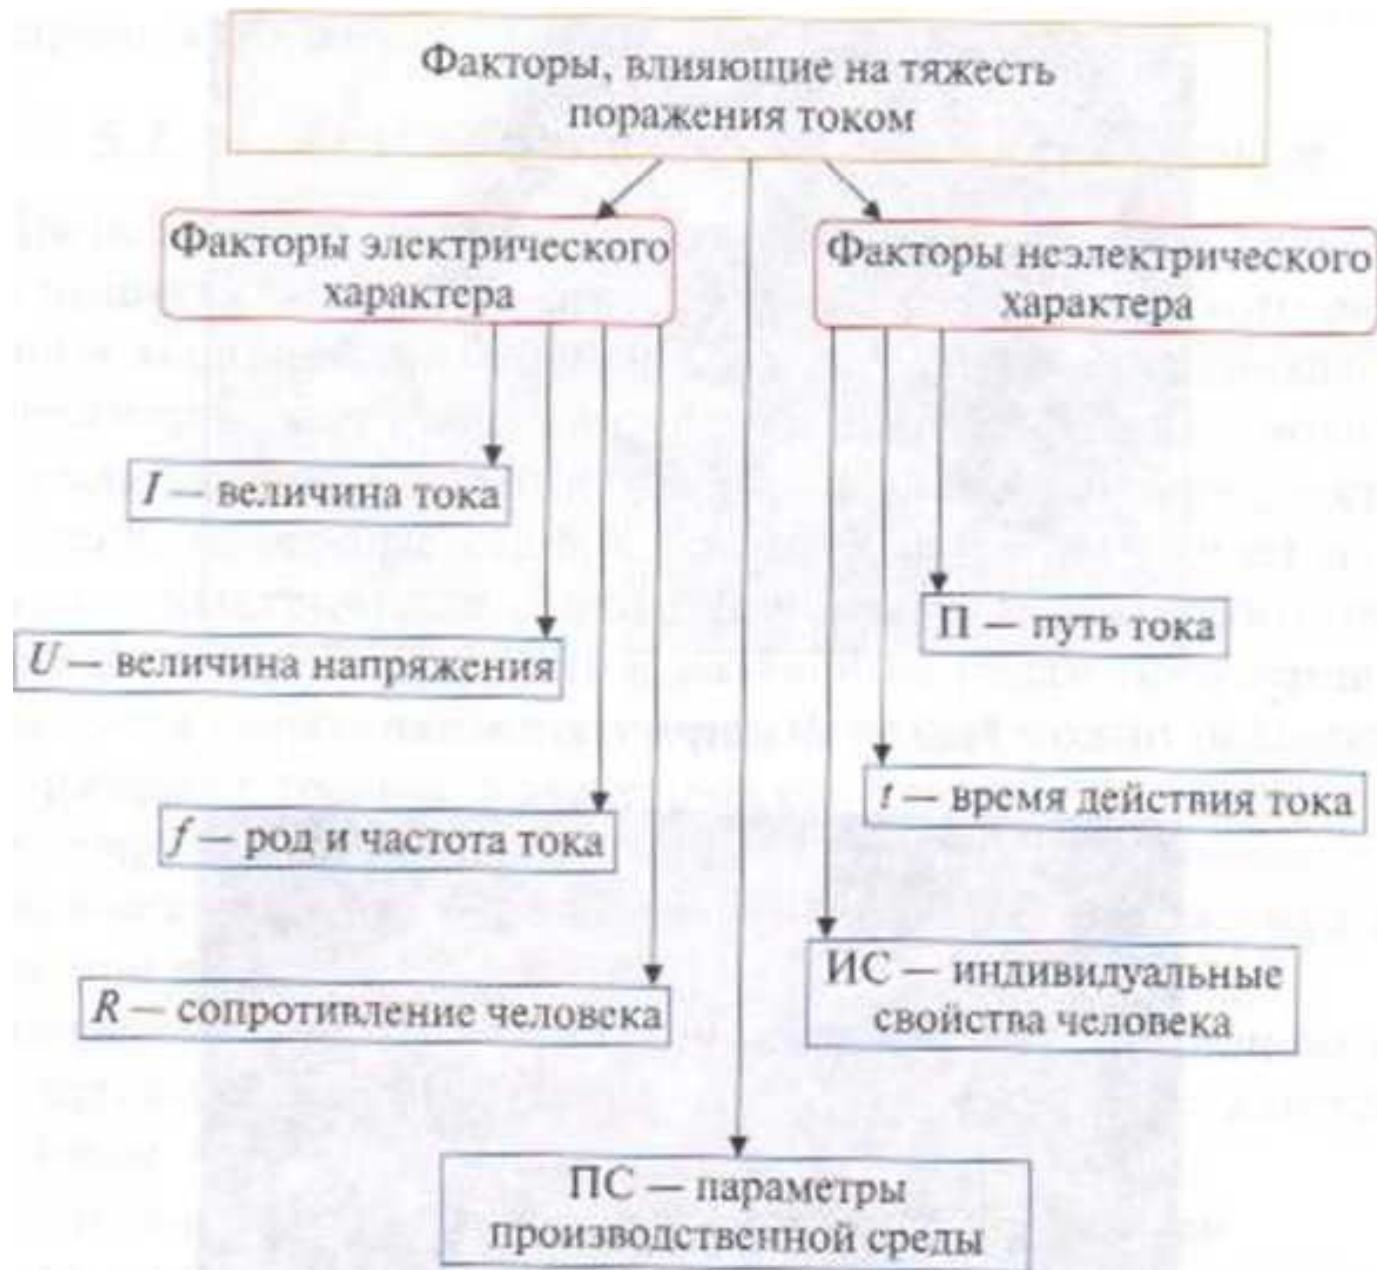 Факторы, влияющие на тяжесть
поражения током
Факторы электрического
характера
Факторы неэлектрического
характера
I — величина тока
U — величина напряжения
f — род и частота тока
R — сопротивление человека
П — путь тока
t — время действия тока
ИС — индивидуальные
свойства человека
ПС — параметры
производственной среды